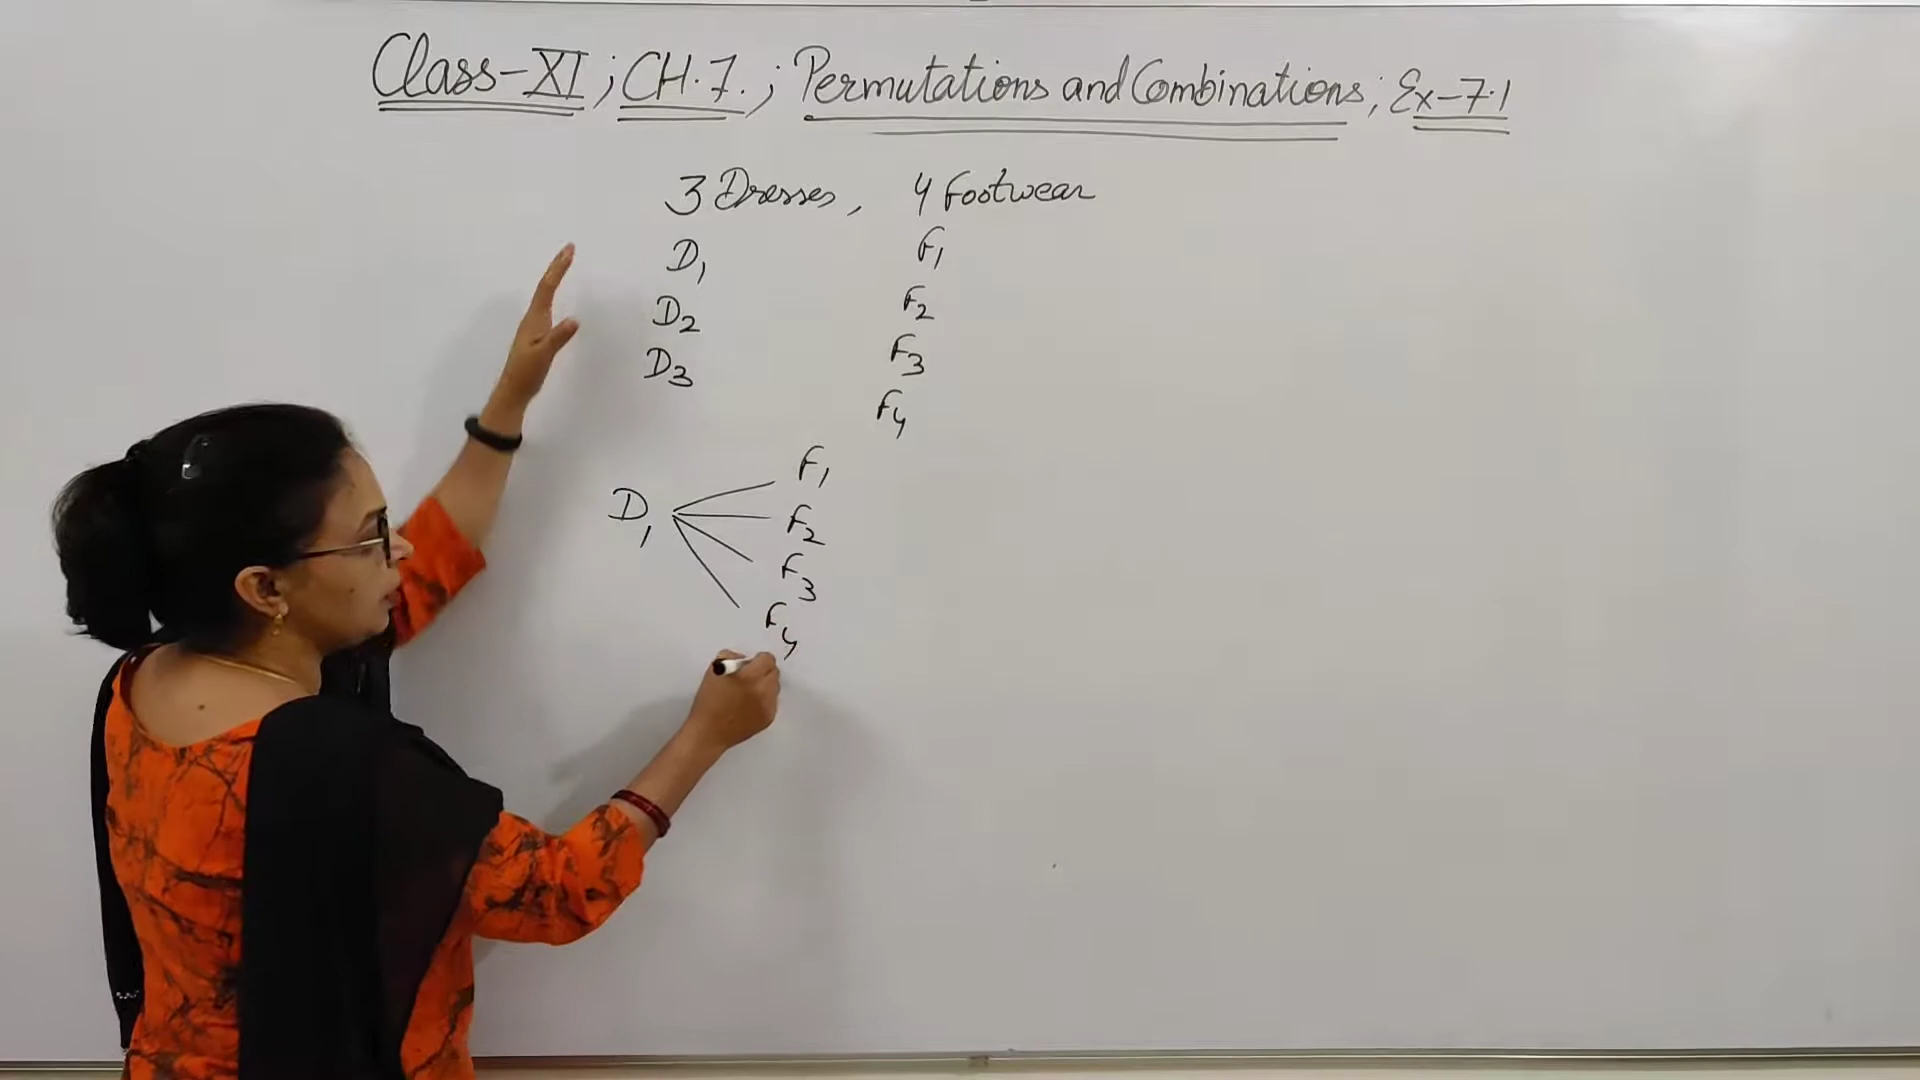 Class-XI; CH.7.; Permutations and Combinations; Ex-7.1
3 Dresses, 4 Footwear
D1 F1
D2 F2
D3 F3
F4
F1
D1 F2
F3
F4